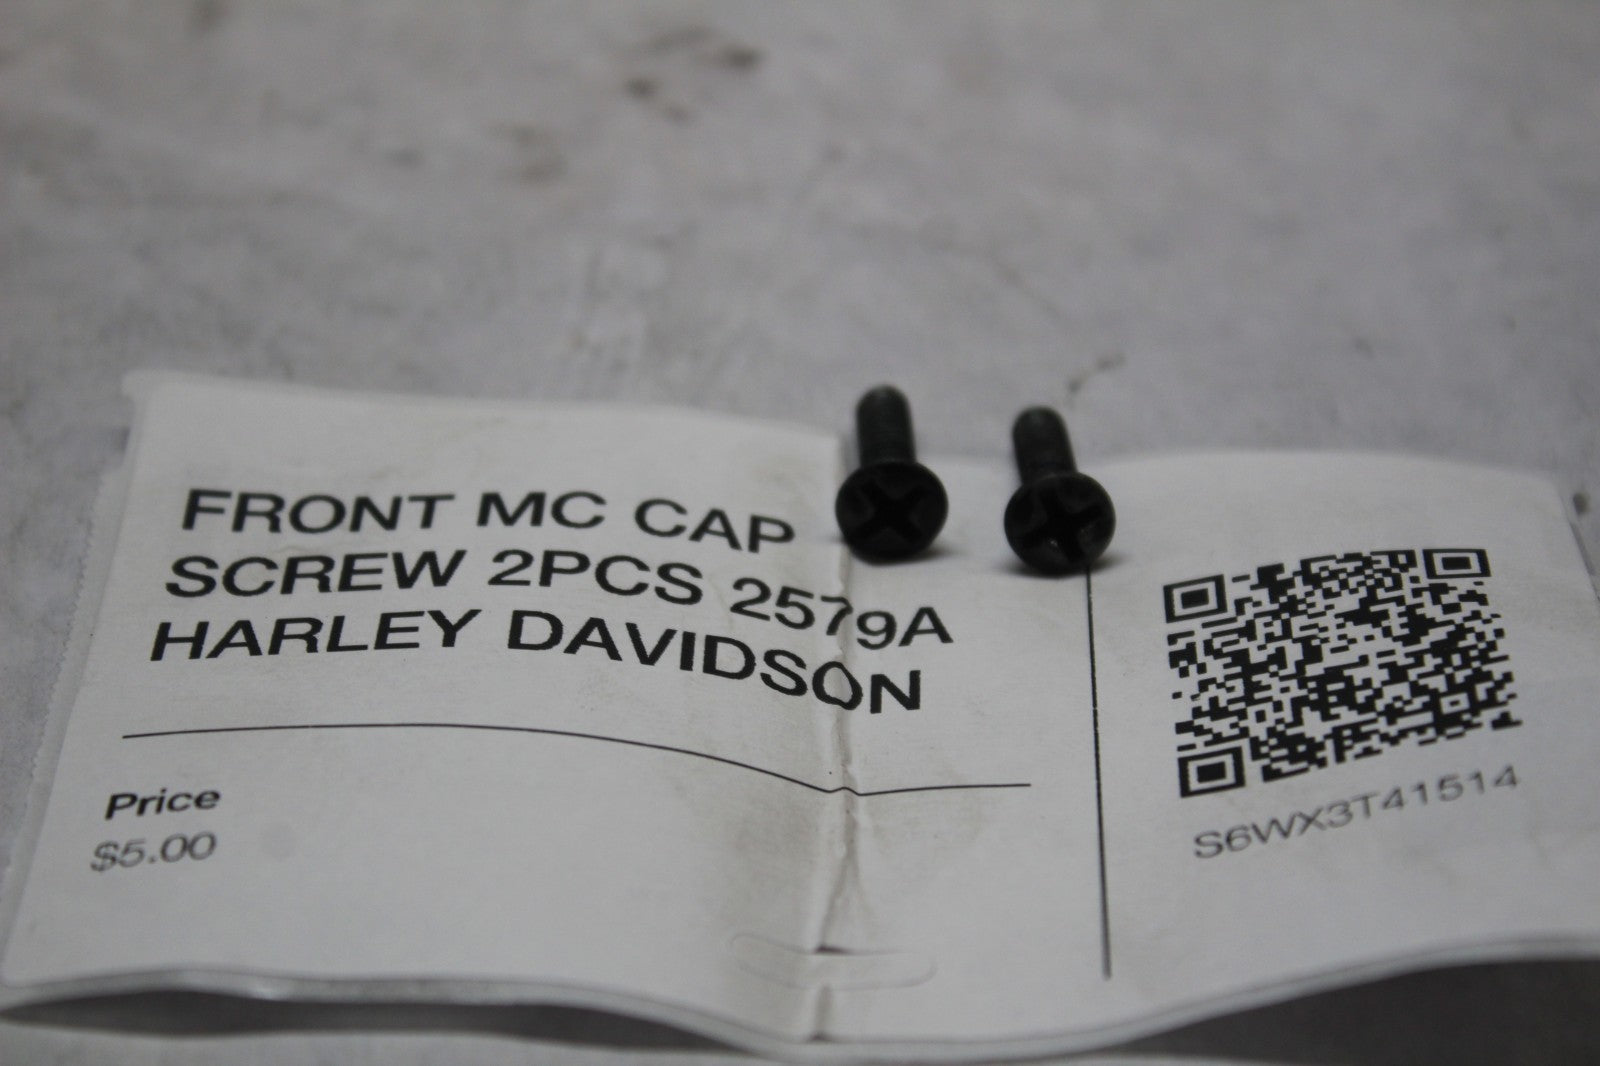 FRONT MC CAP
SCREW 2PCS 2579A
HARLEY DAVIDSON
Price
$5.00
S6WX3T41514